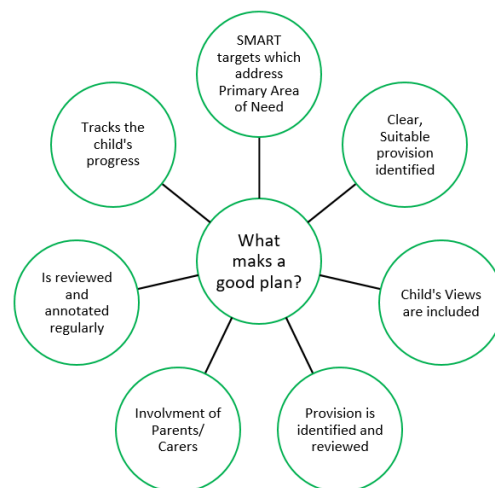 SMART
targets which
address
Primary Area
of Need
Clear,
Suitable
provision
identified
Child's Views
are included
Provision is
identified and
reviewed
Involvment of
Parents/
Carers
Is reviewed
and
annotated
regularly
Tracks the
child's
progress
What
maks a
good plan?